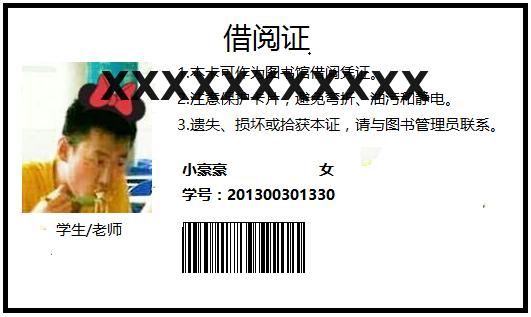 借阅证
XXXXXXXXXXXX
1.本卡可作为图书馆借阅凭证。
2.注意保护卡片，避免弯折、油污和静电。
3.遗失、损坏或拾获本证，请与图书管理员联系。
小豪豪 女
学号：201300301330
学生/老师